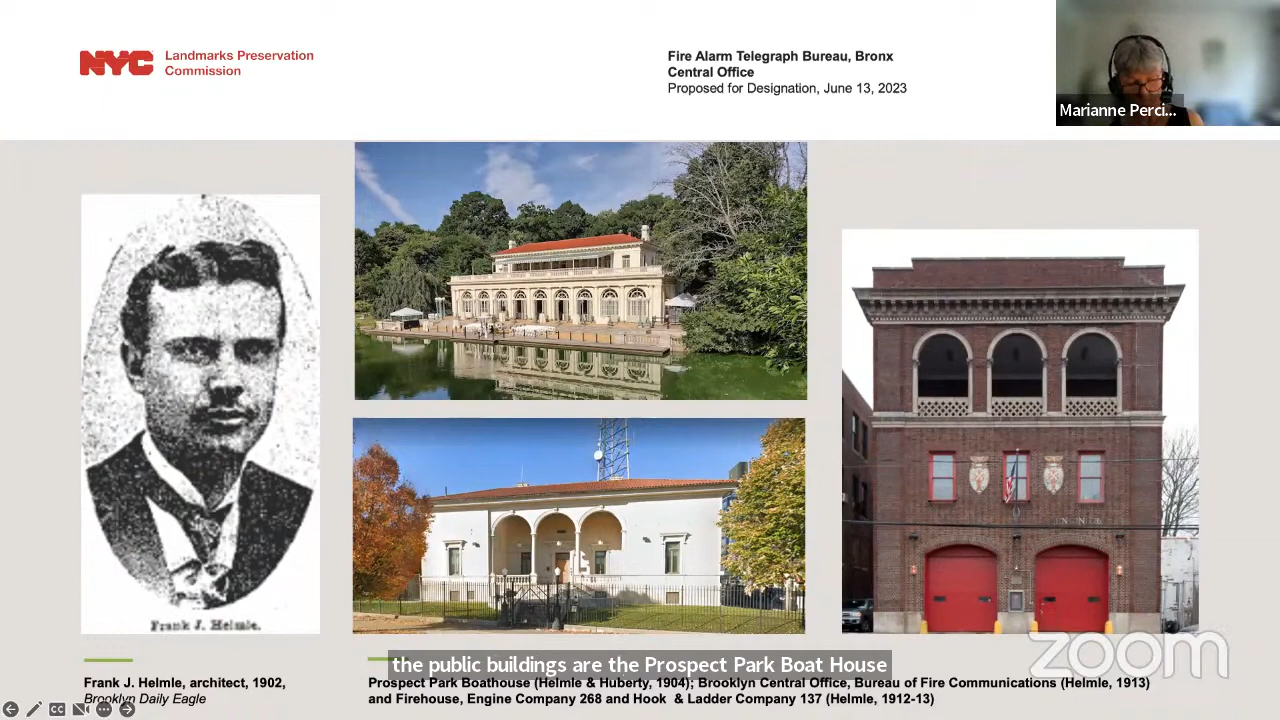 NYC Landmarks Preservation
Commission
Fire Alarm Telegraph Bureau, Bronx
Central Office
Proposed for Designation, June 13, 2023
Marianne Perci...
Frank J. Helmle.
the public buildings are the Prospect Park Boat House
Frank J. Helmle, architect, 1902,
Brooklyn Daily Eagle
Prospect Park Boathouse (Helmle & Huberty, 1904); Brooklyn Central Office, Bureau of Fire Communications (Helmle, 1913)
and Firehouse, Engine Company 268 and Hook & Ladder Company 137 (Helmle, 1912-13)
zoom
CC